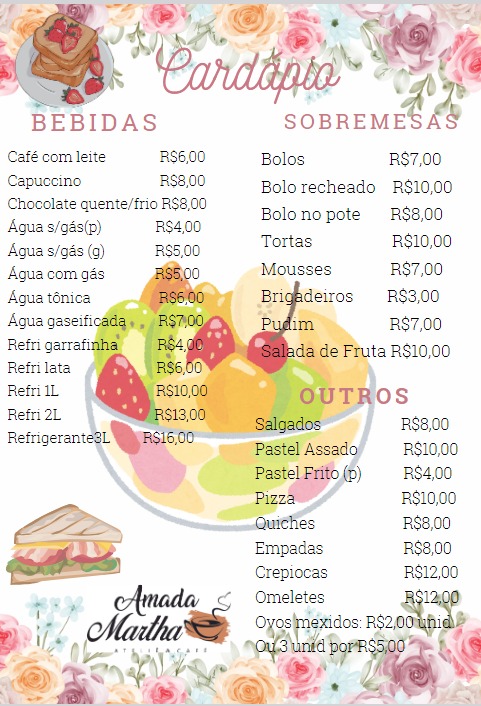 Cardápio
BEBIDAS
Café com leite R$6,00
Capuccino R$8,00
Chocolate quente/frio R$8,00
Água s/gás(p) R$4,00
Água s/gás (g) R$5,00
Água com gás R$5,00
Água tônica R$6,00
Água gaseificada R$7,00
Refri garrafinha R$4,00
Refri lata R$6,00
Refri 1L R$10,00
Refri 2L R$13,00
Refrigerante3L R$16,00
SOBREMESAS
Bolos R$7,00
Bolo recheado R$10,00
Bolo no pote R$8,00
Tortas R$10,00
Mousses R$7,00
Brigadeiros R$3,00
Pudim R$7,00
Salada de Fruta R$10,00
OUTROS
Salgados R$8,00
Pastel Assado R$10,00
Pastel Frito (p) R$4,00
Pizza R$10,00
Quiches R$8,00
Empadas R$8,00
Crepiocas R$12,00
Omeletes R$12,00
Ovos mexidos: R$2,00 unid
Ou 3 unid por R$5,00
Amada
Martha